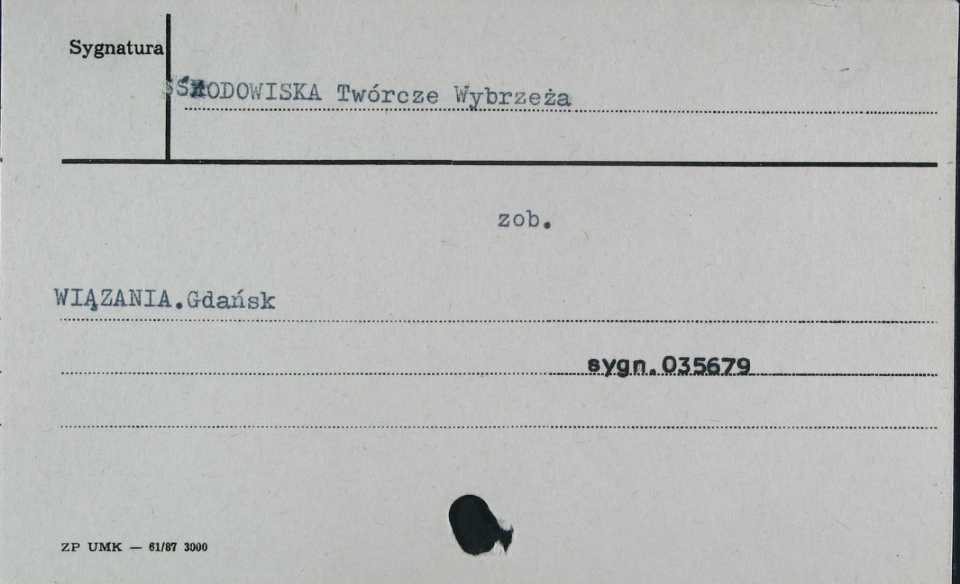 Sygnatura
ŚRODOWISKA Twórcze Wybrzeża
zob.
WIĄZANIA.Gdańsk
sygn.035679
ZP UMK — 61/87 3000